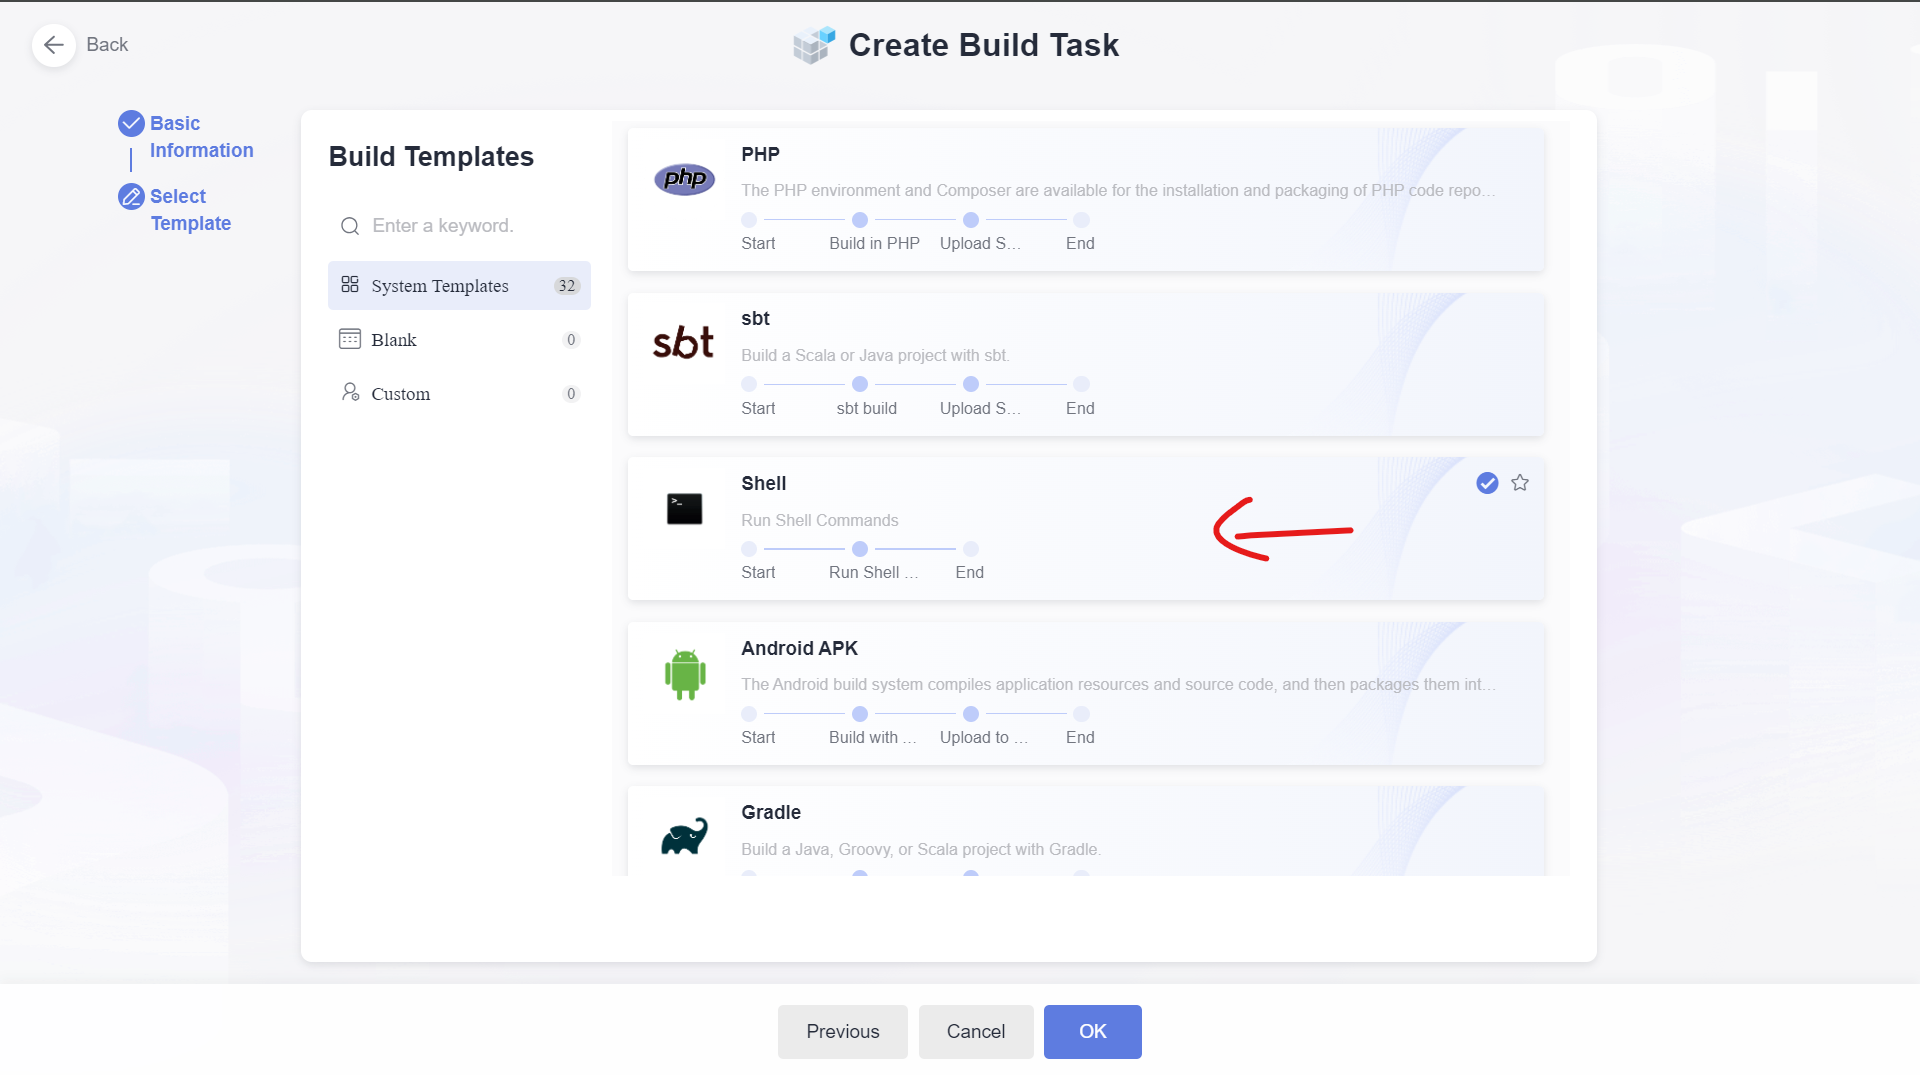 Back
Create Build Task
Basic
Information
Select
Template
Build Templates
Enter a keyword.
System Templates 32
Blank 0
Custom 0
php
PHP
The PHP environment and Composer are available for the installation and packaging of PHP code repo...
Start Build in PHP Upload S... End
sbt
sbt
Build a Scala or Java project with sbt.
Start sbt build Upload S... End
>_
Shell
Run Shell Commands
Start Run Shell ... End
Android APK
The Android build system compiles application resources and source code, and then packages them int...
Start Build with ... Upload to ... End
Gradle
Build a Java, Groovy, or Scala project with Gradle.
Previous Cancel OK